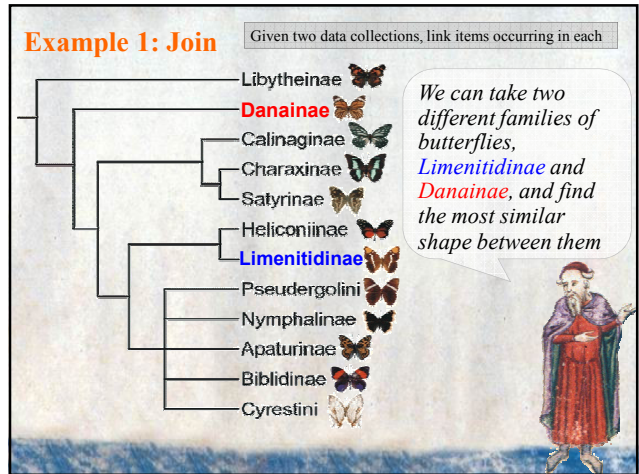 Example 1: Join
Given two data collections, link items occurring in each
Libytheinae
Danainae
Calinaginae
Charaxinae
Satyrinae
Heliconiinae
Limenitidinae
Pseudergolini
Nymphalinae
Apaturinae
Biblidinae
Cyrestini
We can take two
different families of
butterflies,
Limenitidinae and
Danainae, and find
the most similar
shape between them